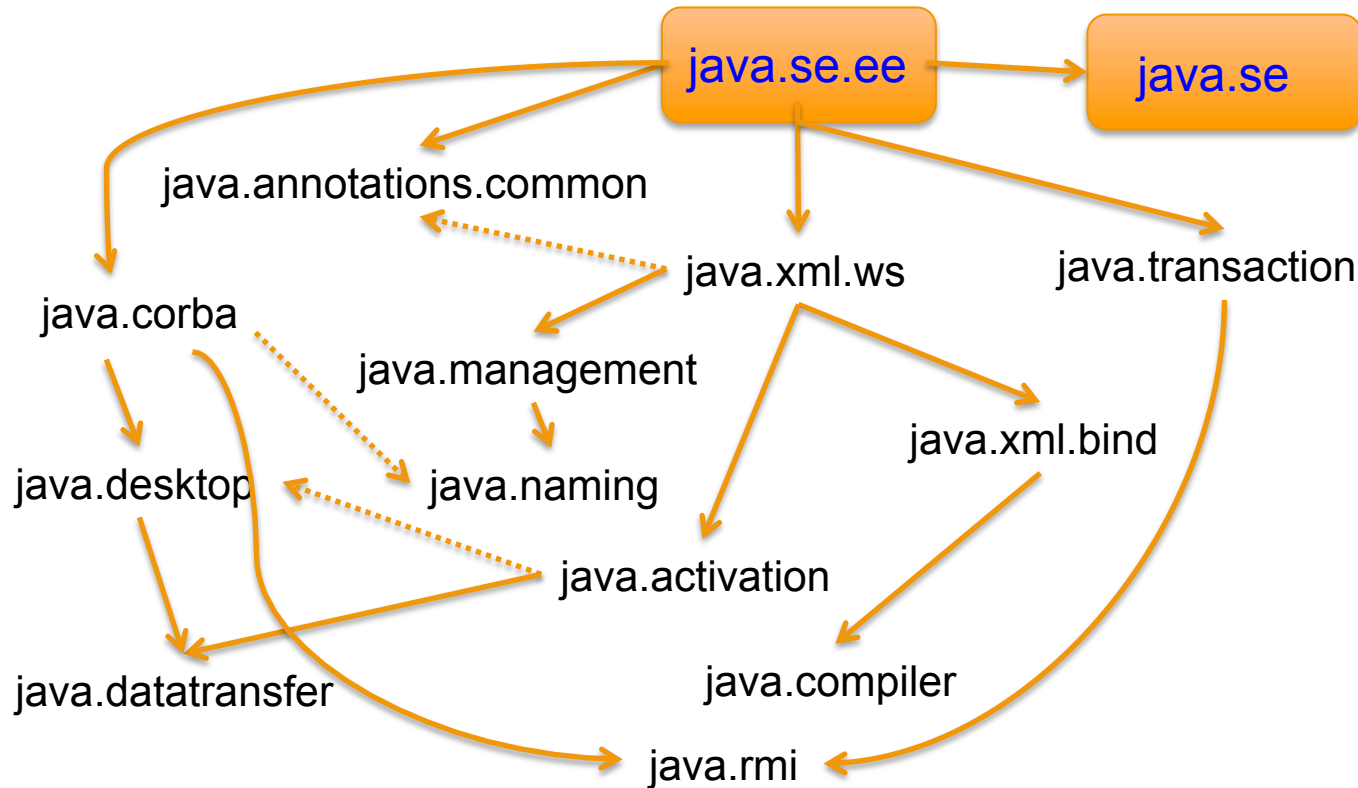 java.se.ee
java.se
java.annotations.common
java.xml.ws
java.transaction
java.corba
java.management
java.xml.bind
java.desktop
java.naming
java.activation
java.datatransfer
java.compiler
java.rmi